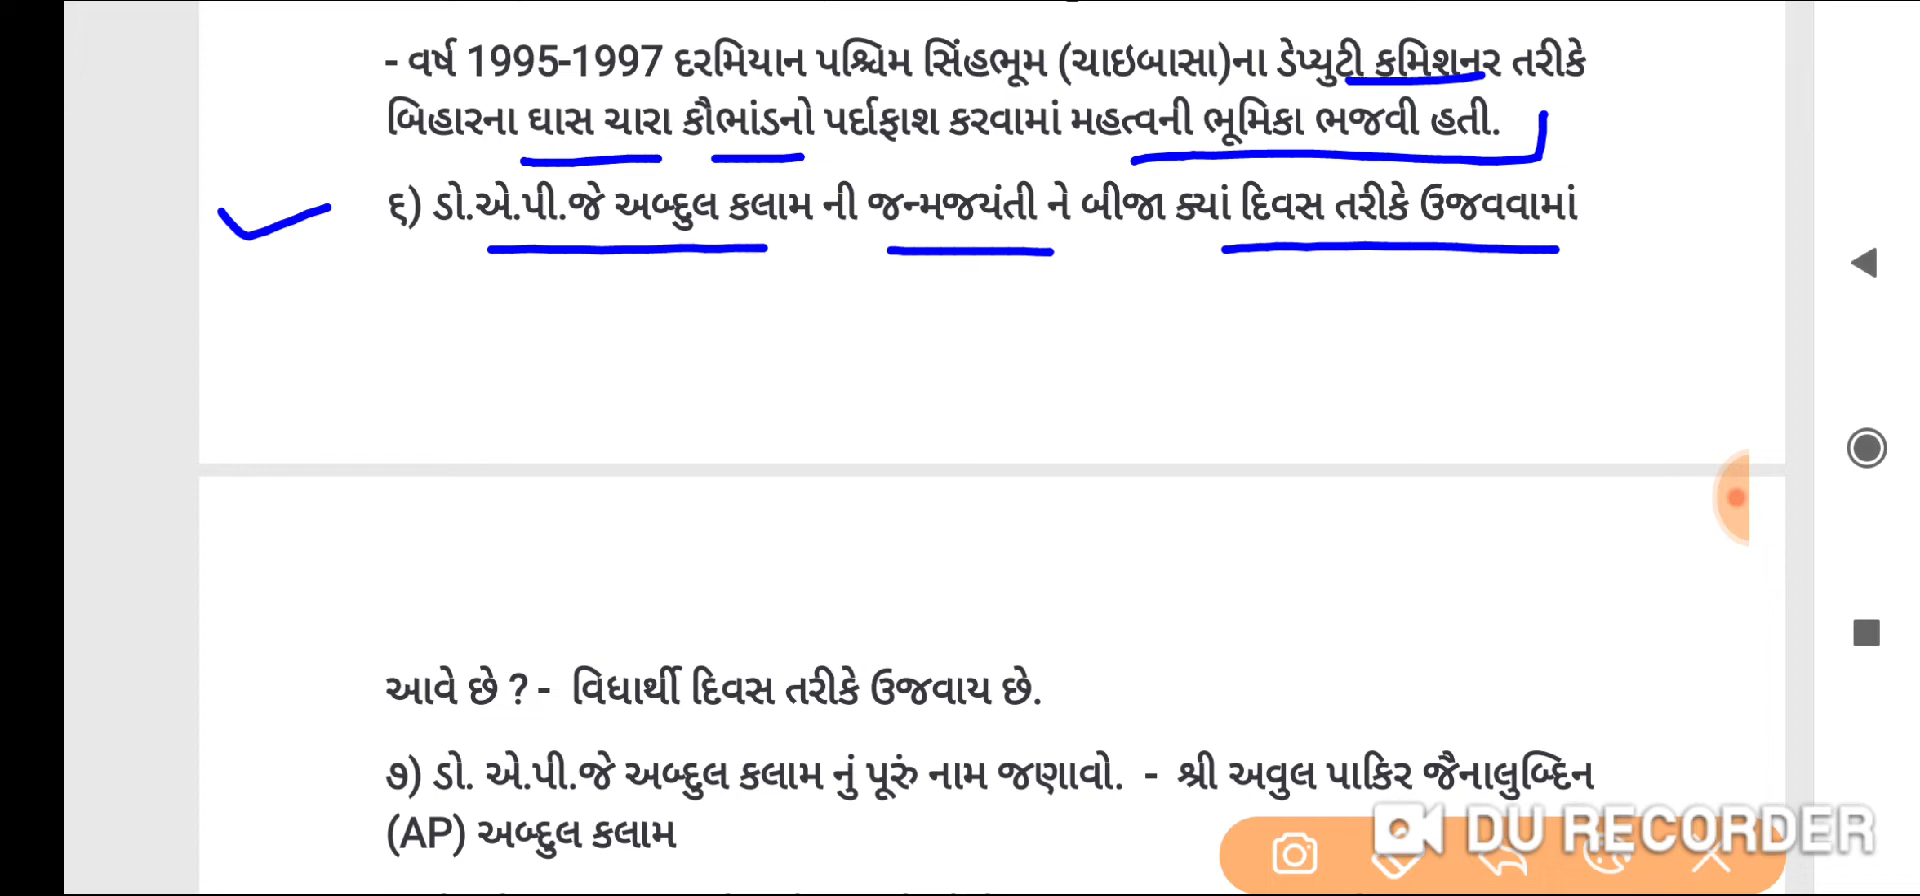 - વર્ષ 1995-1997 દરમિયાન પશ્ચિમ સિંહભૂમ (ચાઇબાસા)ના ડેપ્યુટી કમિશનર તરીકે
બિહારના ઘાસ ચારા કૌભાંડનો પર્દાફાશ કરવામાં મહત્વની ભૂમિકા ભજવી હતી.
૬) ડો.એ.પી.જે અબ્દુલ કલામ ની જન્મજયંતી ને બીજા ક્યાં દિવસ તરીકે ઉજવવામાં
આવે છે ? - વિધાર્થી દિવસ તરીકે ઉજવાય છે.
૭) ડો. એ.પી.જે અબ્દુલ કલામ નું પૂરું નામ જણાવો. - શ્રી અવુલ પાકિર જૈનાલુબ્દિન
(AP) અબ્દુલ કલામ
DU RECORDER